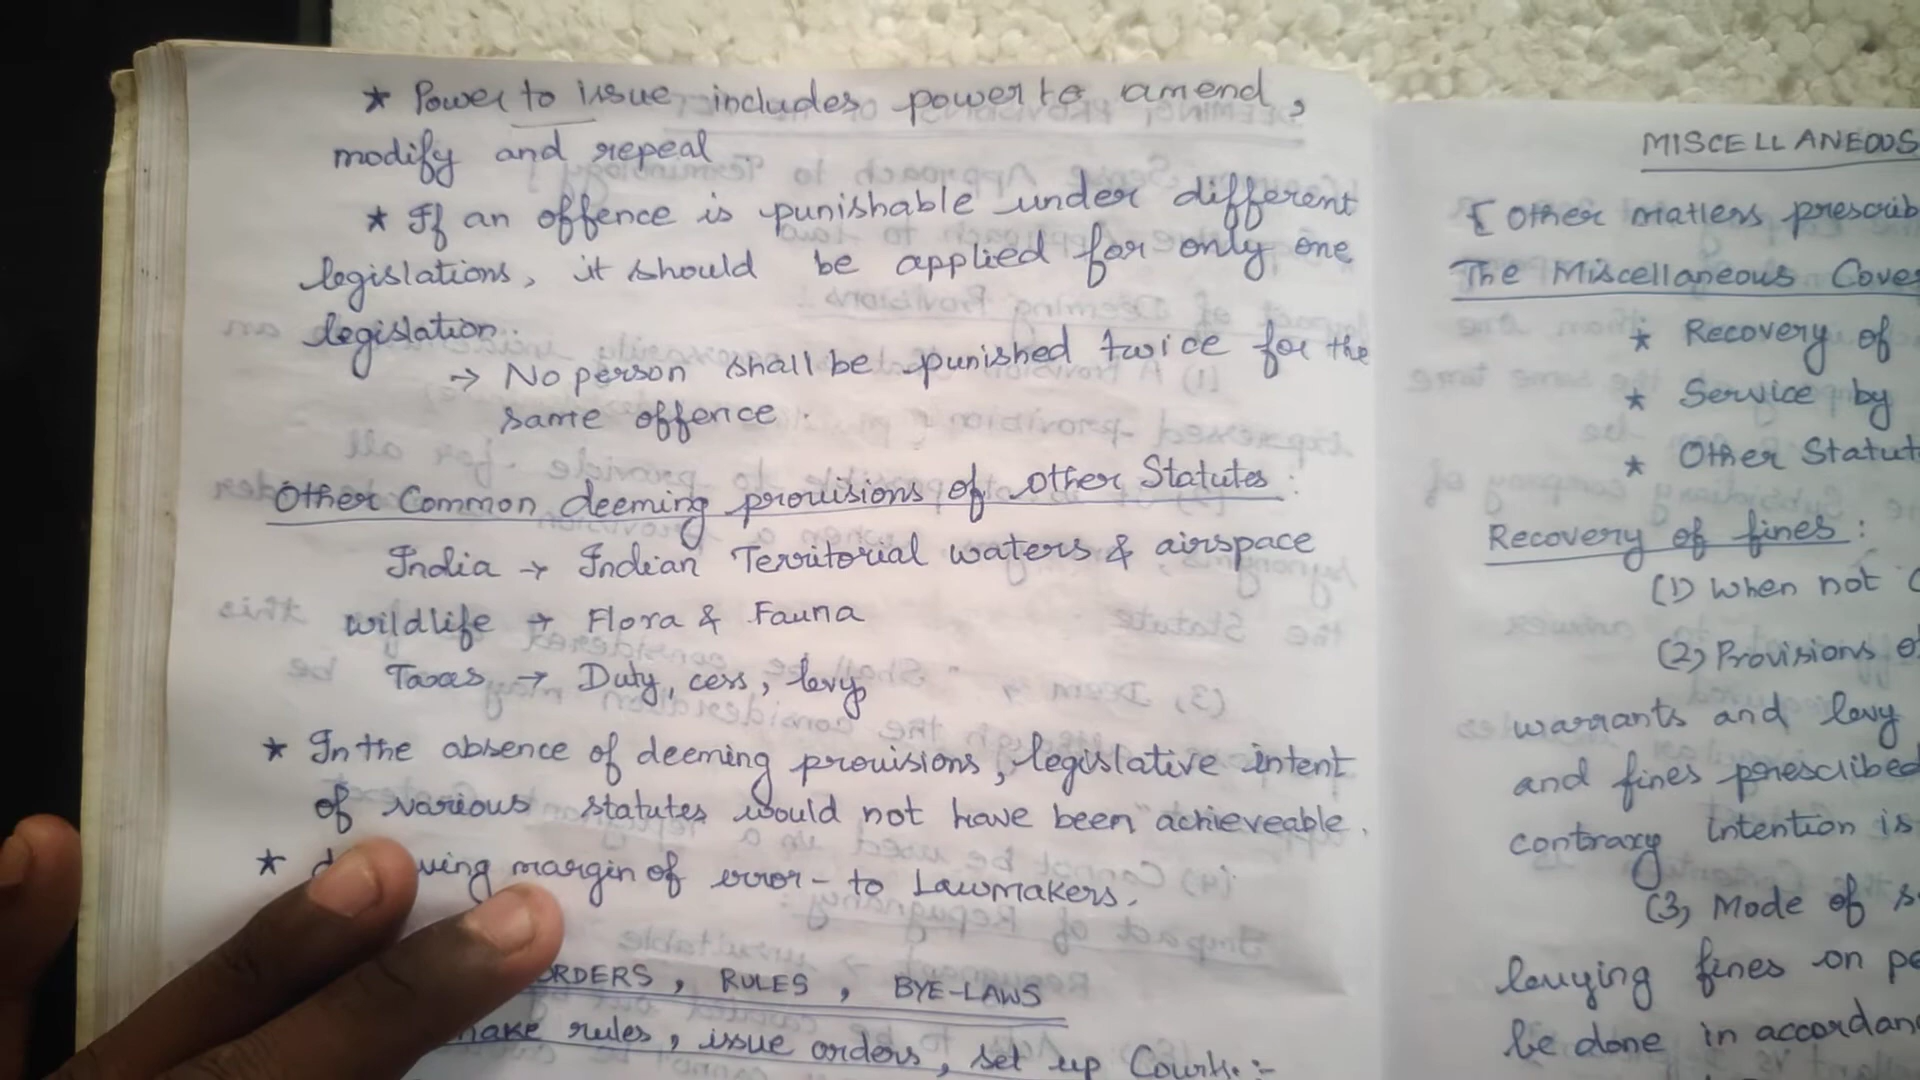 * Power to issue includes power to amend,
modify and repeal
* If an offence is punishable under different
legislations, it should be applied for only one
legislation.
→ No person shall be punished twice for the
same offence.
Other Common deeming provisions of other Statutes:
India → Indian Territorial waters & airspace
wildlife → Flora & Fauna
Taxas → Duty, cess, levy
* In the absence of deeming provisions, legislative intent
of various statutes would not have been achieveable.
* margin of error - to Lawmakers.
ORDERS, RULES, BYE-LAWS
make rules, issue orders, set up Courts:-
MISCELLANEOUS
[Other matters prescrib
The Miscellaneous Cover
* Recovery of
* Service by
* Other Statut
Recovery of fines:
(1) When not
(2) Provisions of
warrants and levy
and fines prescribed
contrary intention is
(3) Mode of
levying fines on pe
be done in accordan